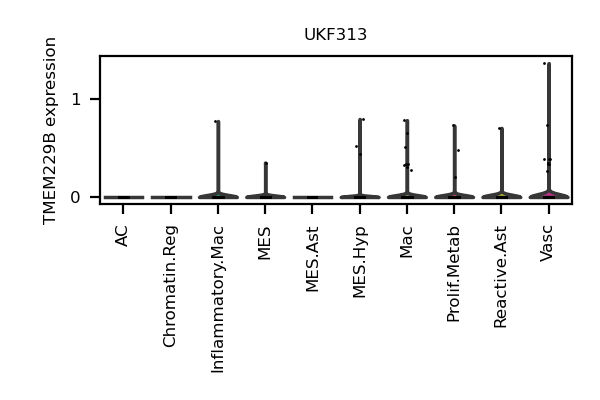 UKF313
TMEM229B expression
1
0
AC
Chromatin.Reg
Inflammatory.Mac
MES
MES.Ast
MES.Hyp
Mac
Prolif.Metab
Reactive.Ast
Vasc